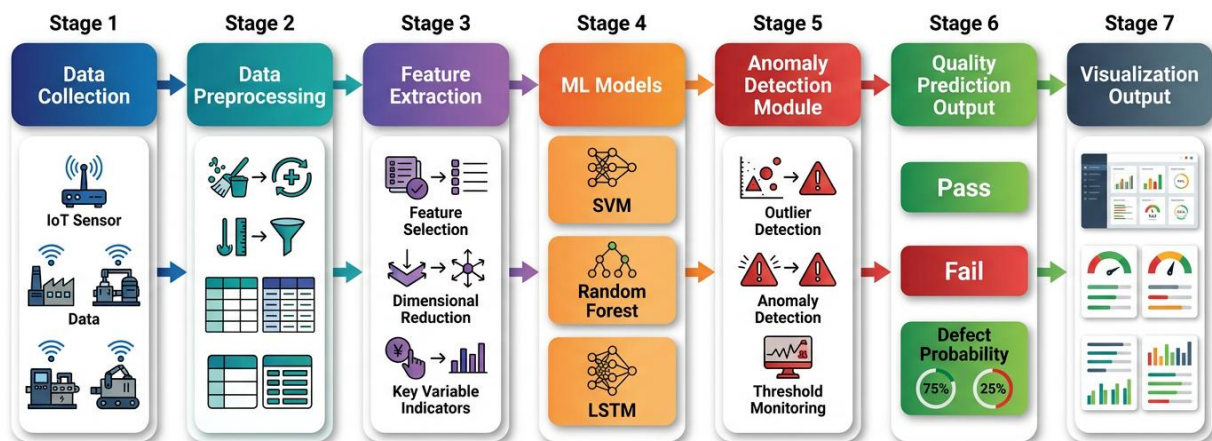 Stage 1
Stage 2
Stage 3
Stage 4
Stage 5
Stage 6
Stage 7
Data
Collection
Data
Preprocessing
Feature
Extraction
ML Models
Anomaly
Detection
Module
Quality
Prediction
Output
Visualization
Output
IoT Sensor
Data
Feature
Selection
Dimensional
Reduction
¥
Key Variable
Indicators
SVM
Random
Forest
LSTM
Outlier
Detection
Anomaly
Detection
Threshold
Monitoring
Pass
Fail
Defect
Probability
75%
25%